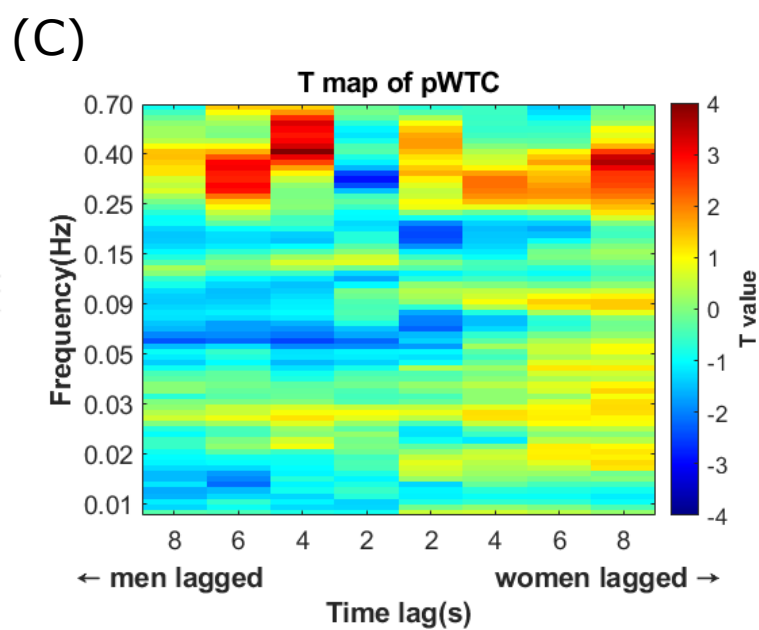 (C)
T map of pWTC
0.70
0.40
0.25
0.15
0.09
0.05
0.03
0.02
0.01
Frequency(Hz)
8 6 4 2 2 4 6 8
← men lagged women lagged →
Time lag(s)
4
3
2
1
0
-1
-2
-3
-4
T value